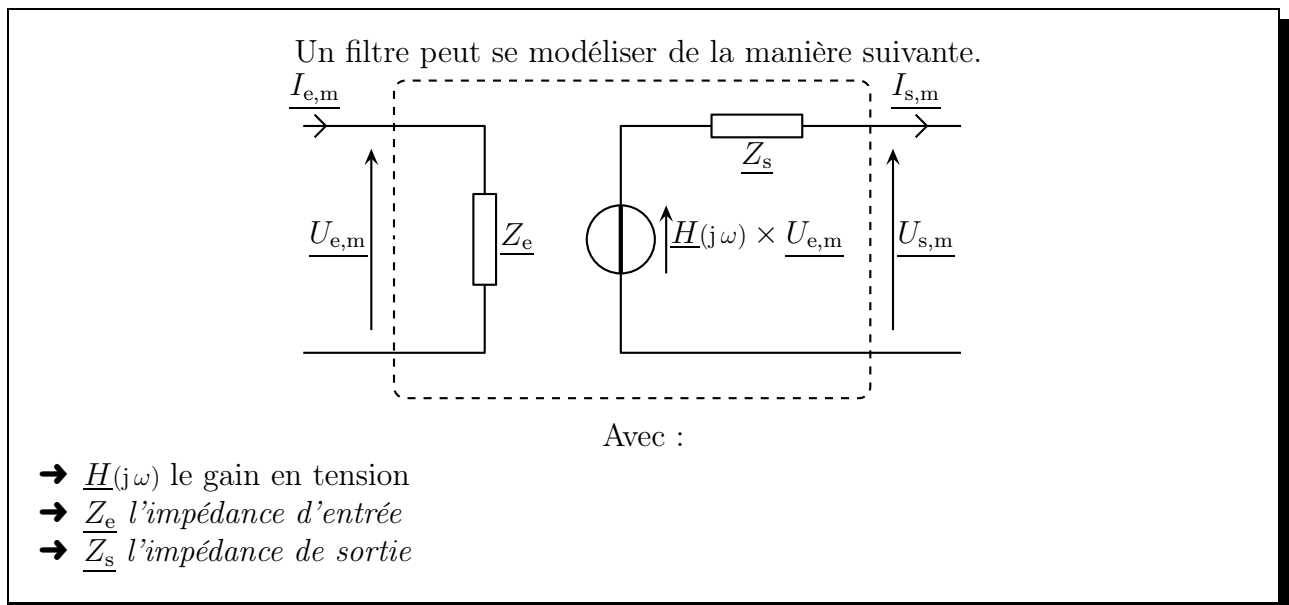 Un filtre peut se modéliser de la manière suivante.
I_e,m
I_s,m
Z_s
U_e,m
Z_e
H(jω) × U_e,m
U_s,m
Avec :
➜ H(jω) le gain en tension
➜ Z_e l'impédance d'entrée
➜ Z_s l'impédance de sortie